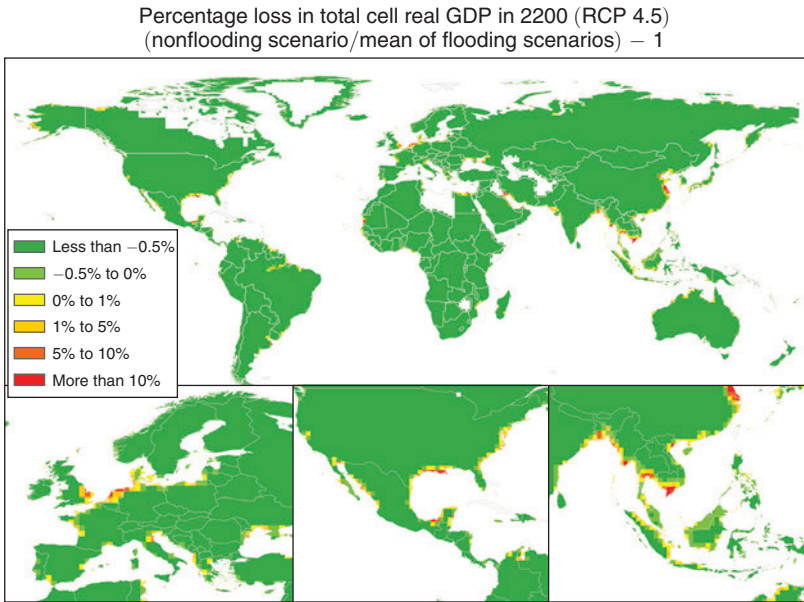 Percentage loss in total cell real GDP in 2200 (RCP 4.5)
(nonflooding scenario/mean of flooding scenarios) − 1
Less than −0.5%
−0.5% to 0%
0% to 1%
1% to 5%
5% to 10%
More than 10%